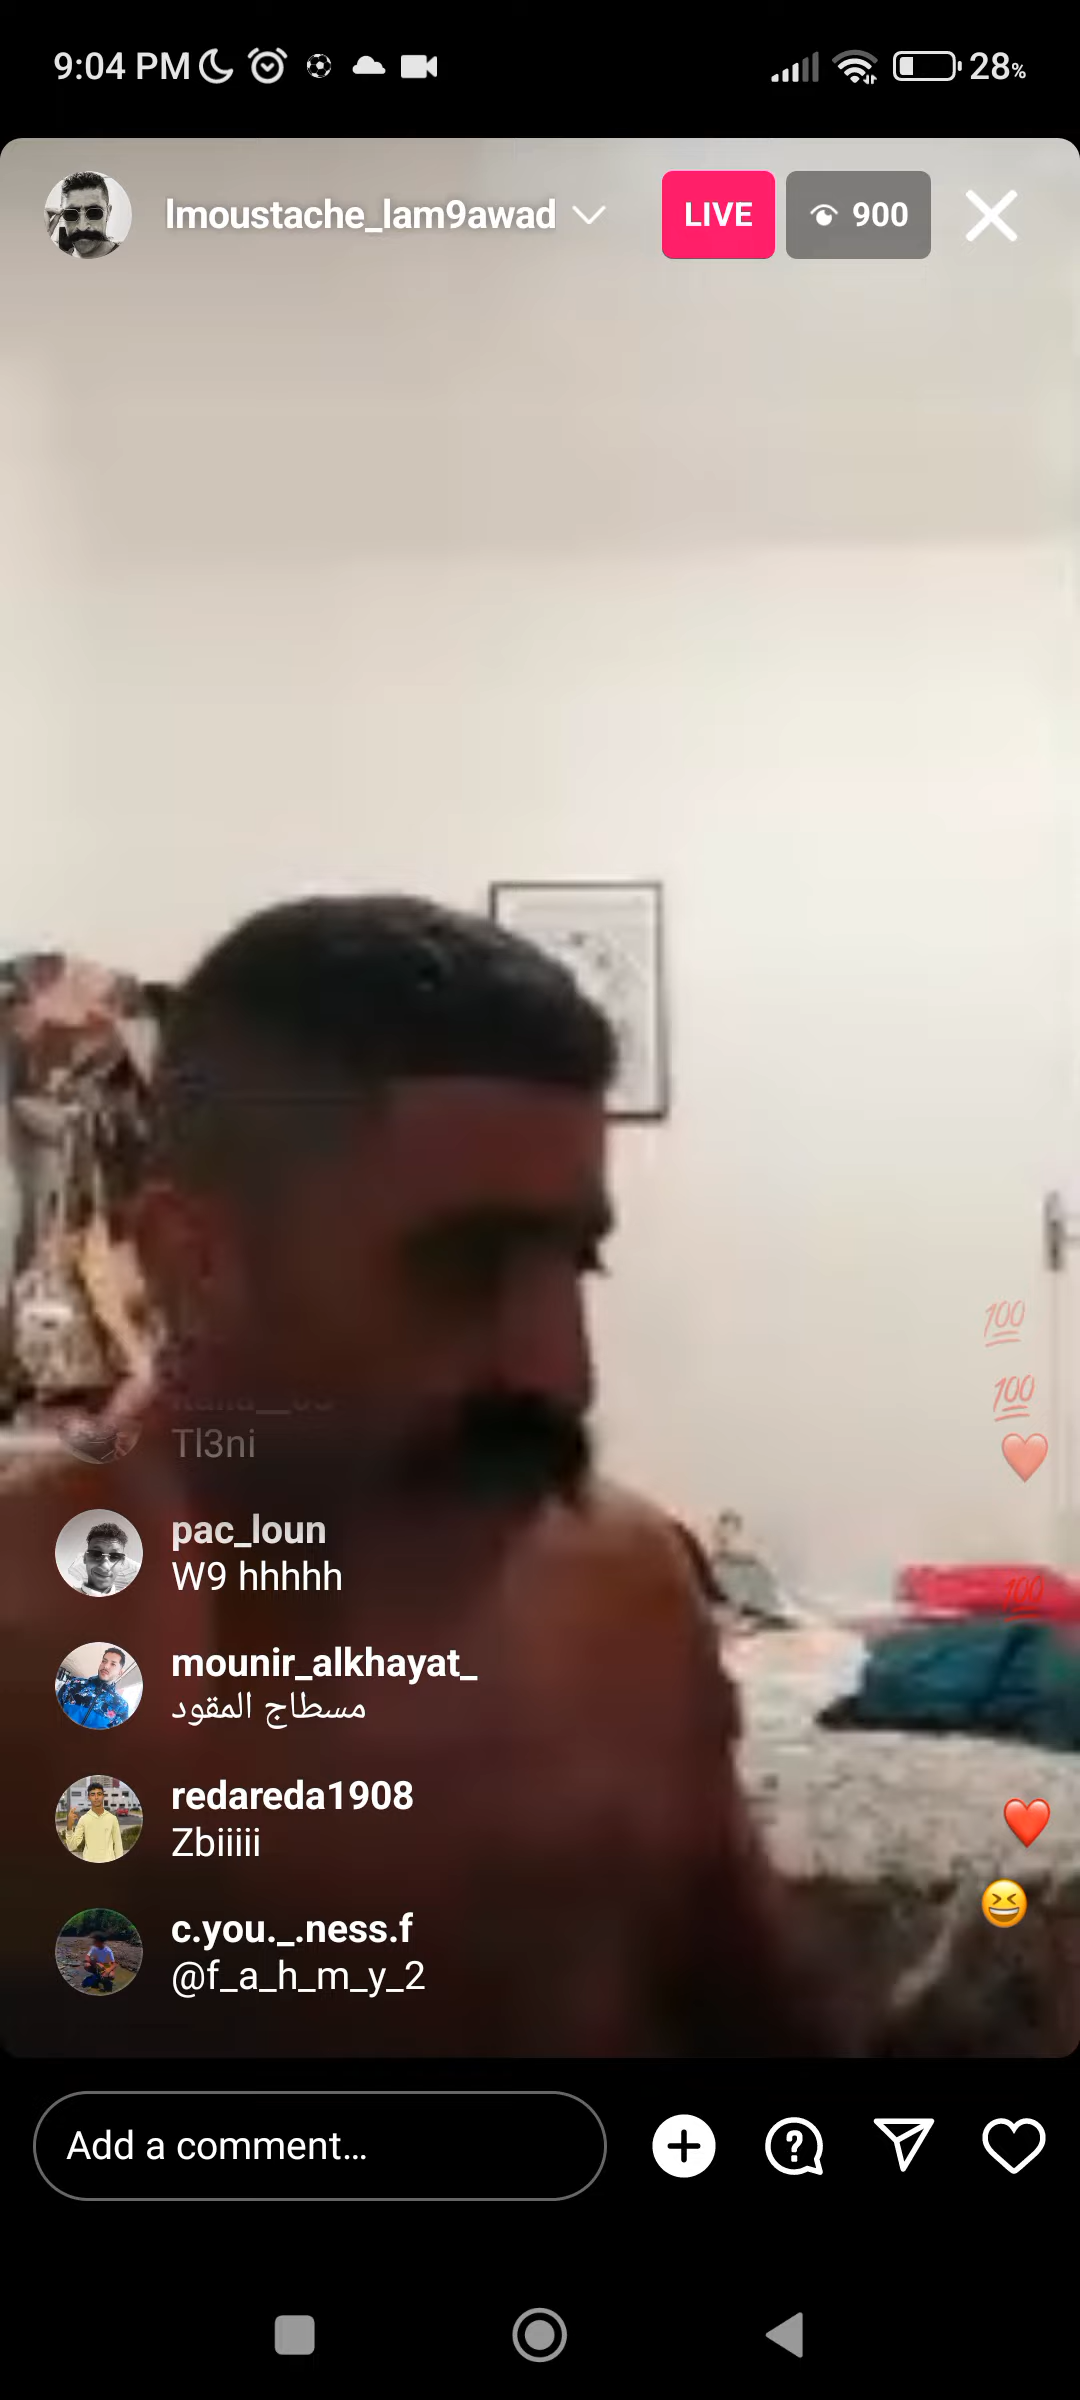 9:04 PM
28%
lmoustache_lam9awad
LIVE
900
Tl3ni
pac_loun
W9 hhhhh
mounir_alkhayat_
مسطاج المقود
redareda1908
Zbiiiii
c.you._.ness.f
@f_a_h_m_y_2
Add a comment...